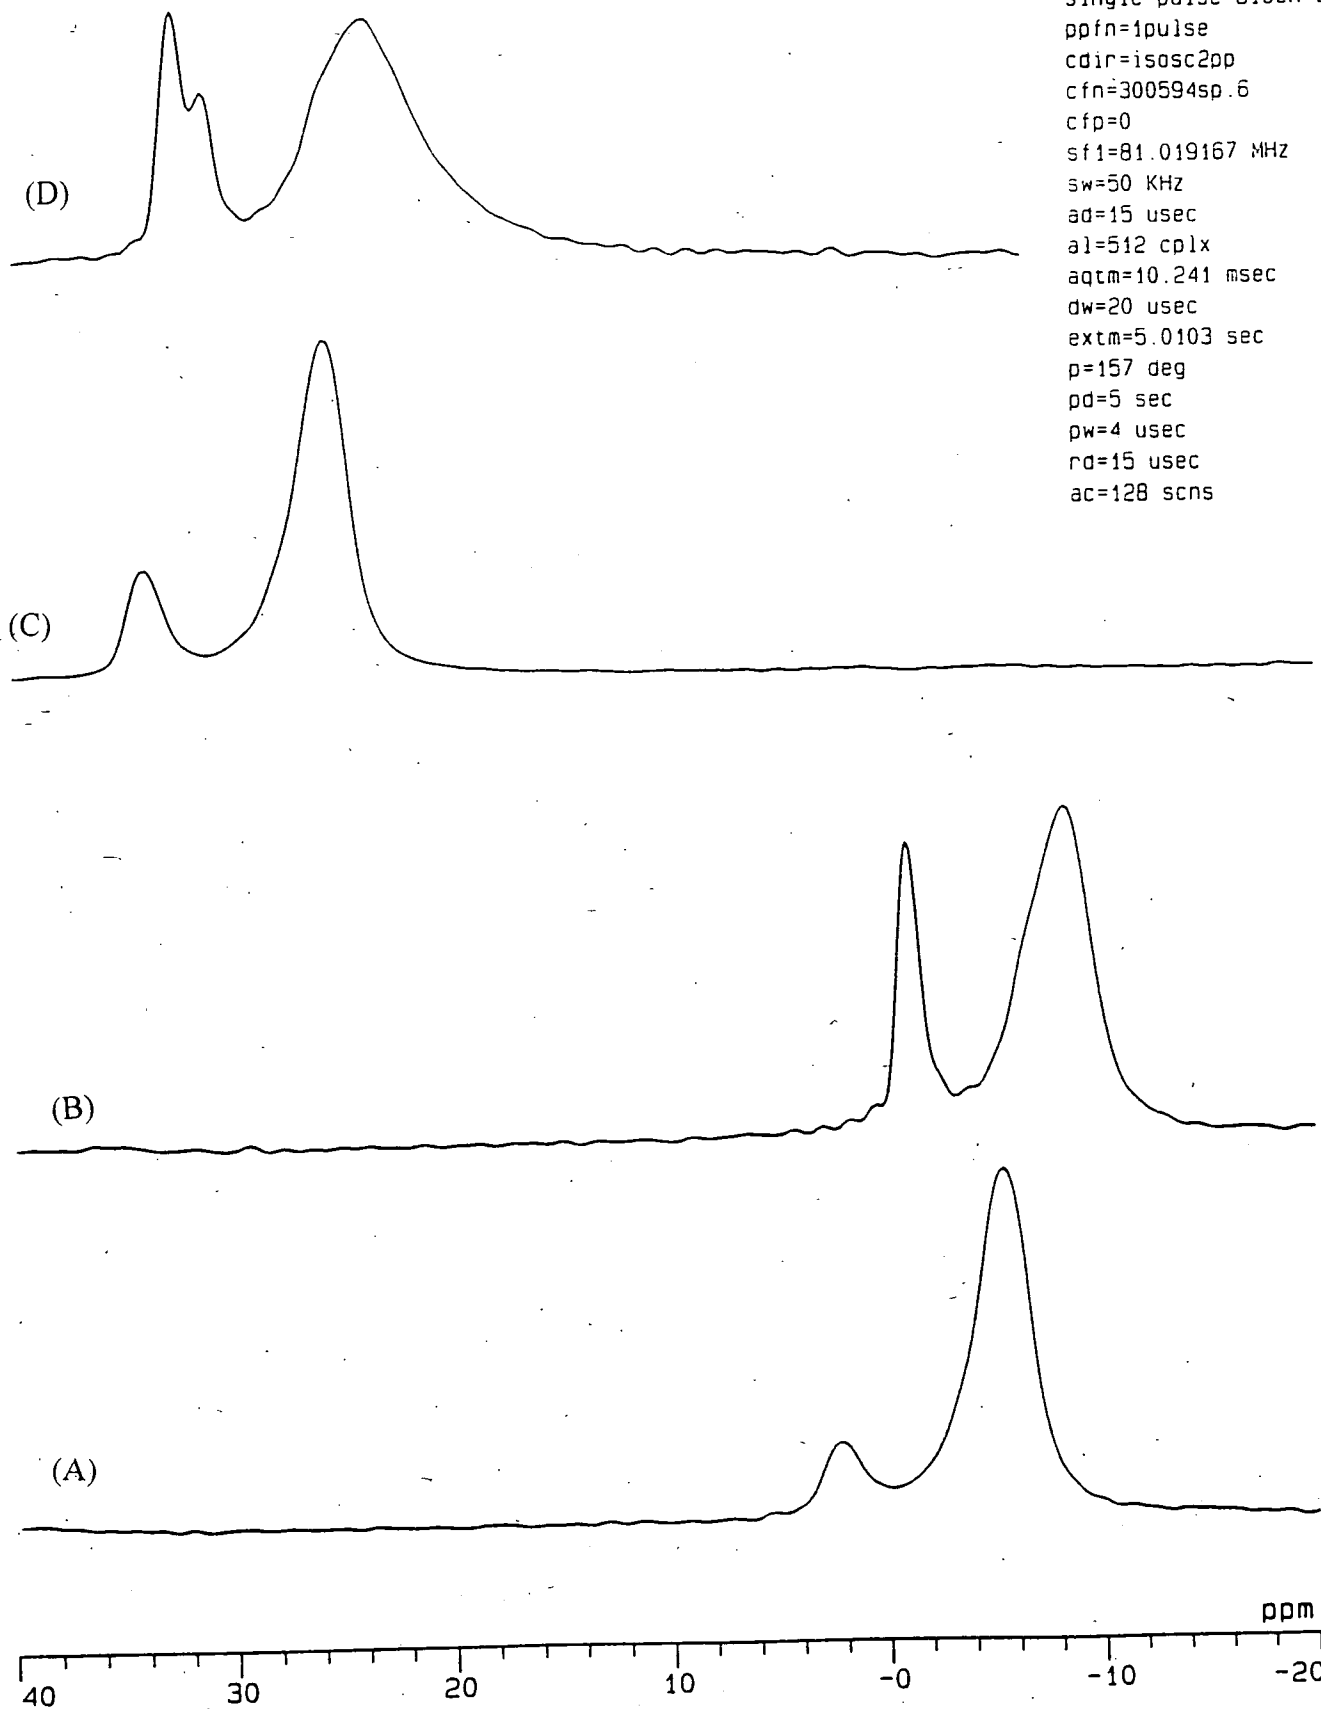 single pulse
ppfn=1pulse
cdir=isosc2pp
cfn=300594sp.6
cfp=0
sf1=81.019167 MHz
sw=50 KHz
ad=15 usec
al=512 cplx
aqtm=10.241 msec
dw=20 usec
extm=5.0103 sec
p=157 deg
pd=5 sec
pw=4 usec
rd=15 usec
ac=128 scns
(D)
(C)
(B)
(A)
ppm
40 30 20 10 -0 -10 -20